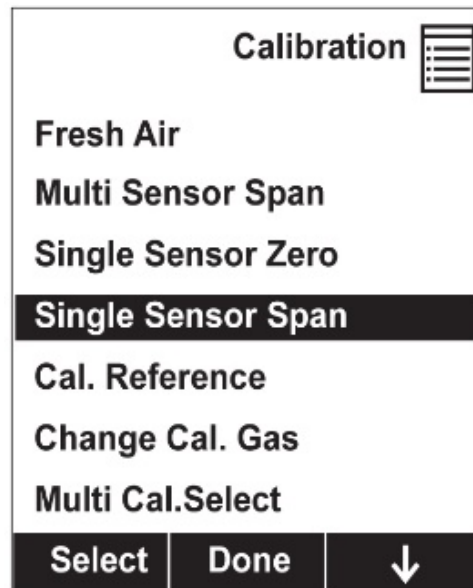 Calibration
Fresh Air
Multi Sensor Span
Single Sensor Zero
Single Sensor Span
Cal. Reference
Change Cal. Gas
Multi Cal.Select
Select Done ↓